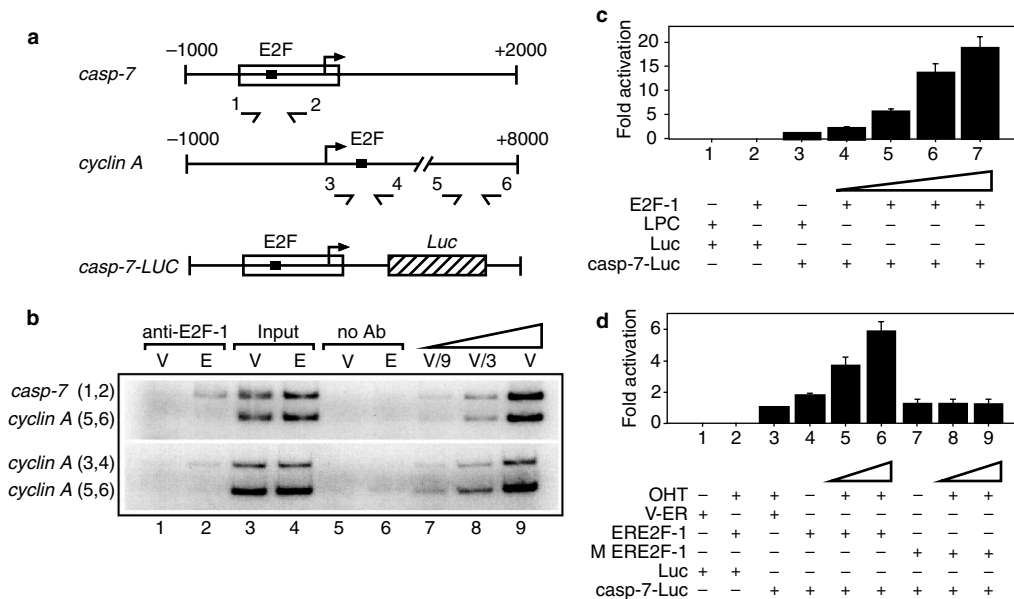 a
−1000 E2F +2000
casp-7
1 2
−1000 E2F +8000
cyclin A
3 4 5 6
E2F Luc
casp-7-LUC
b
anti-E2F-1 Input no Ab
V E V E V E V/9 V/3 V
casp-7 (1,2)
cyclin A (5,6)
cyclin A (3,4)
cyclin A (5,6)
1 2 3 4 5 6 7 8 9
c
Fold activation
20
15
10
5
0
1 2 3 4 5 6 7
E2F-1 − + − + + + +
LPC + − + − − − −
Luc + + − − − − −
casp-7-Luc − − + + + + +
d
Fold activation
6
4
2
0
1 2 3 4 5 6 7 8 9
OHT − + + − + + − + +
V-ER + − + − − − − − −
ERE2F-1 − + − + + + − − −
M ERE2F-1 − − − − − − + + +
Luc + + − − − − − − −
casp-7-Luc − − + + + + + + +